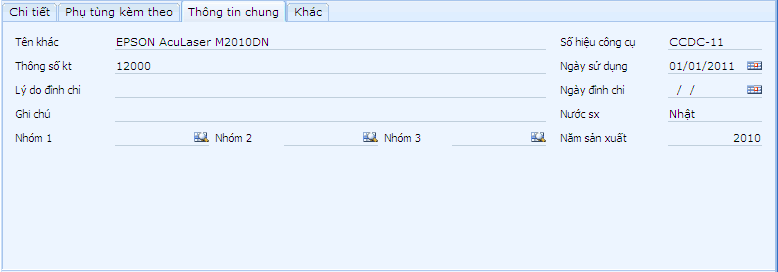 Chi tiết Phụ tùng kèm theo Thông tin chung Khác
Tên khác EPSON AcuLaser M2010DN Số hiệu công cụ CCDC-11
Thông số kt 12000 Ngày sử dụng 01/01/2011
Lý do đình chỉ Ngày đình chỉ / /
Ghi chú Nước sx Nhật
Nhóm 1 Nhóm 2 Nhóm 3 Năm sản xuất 2010